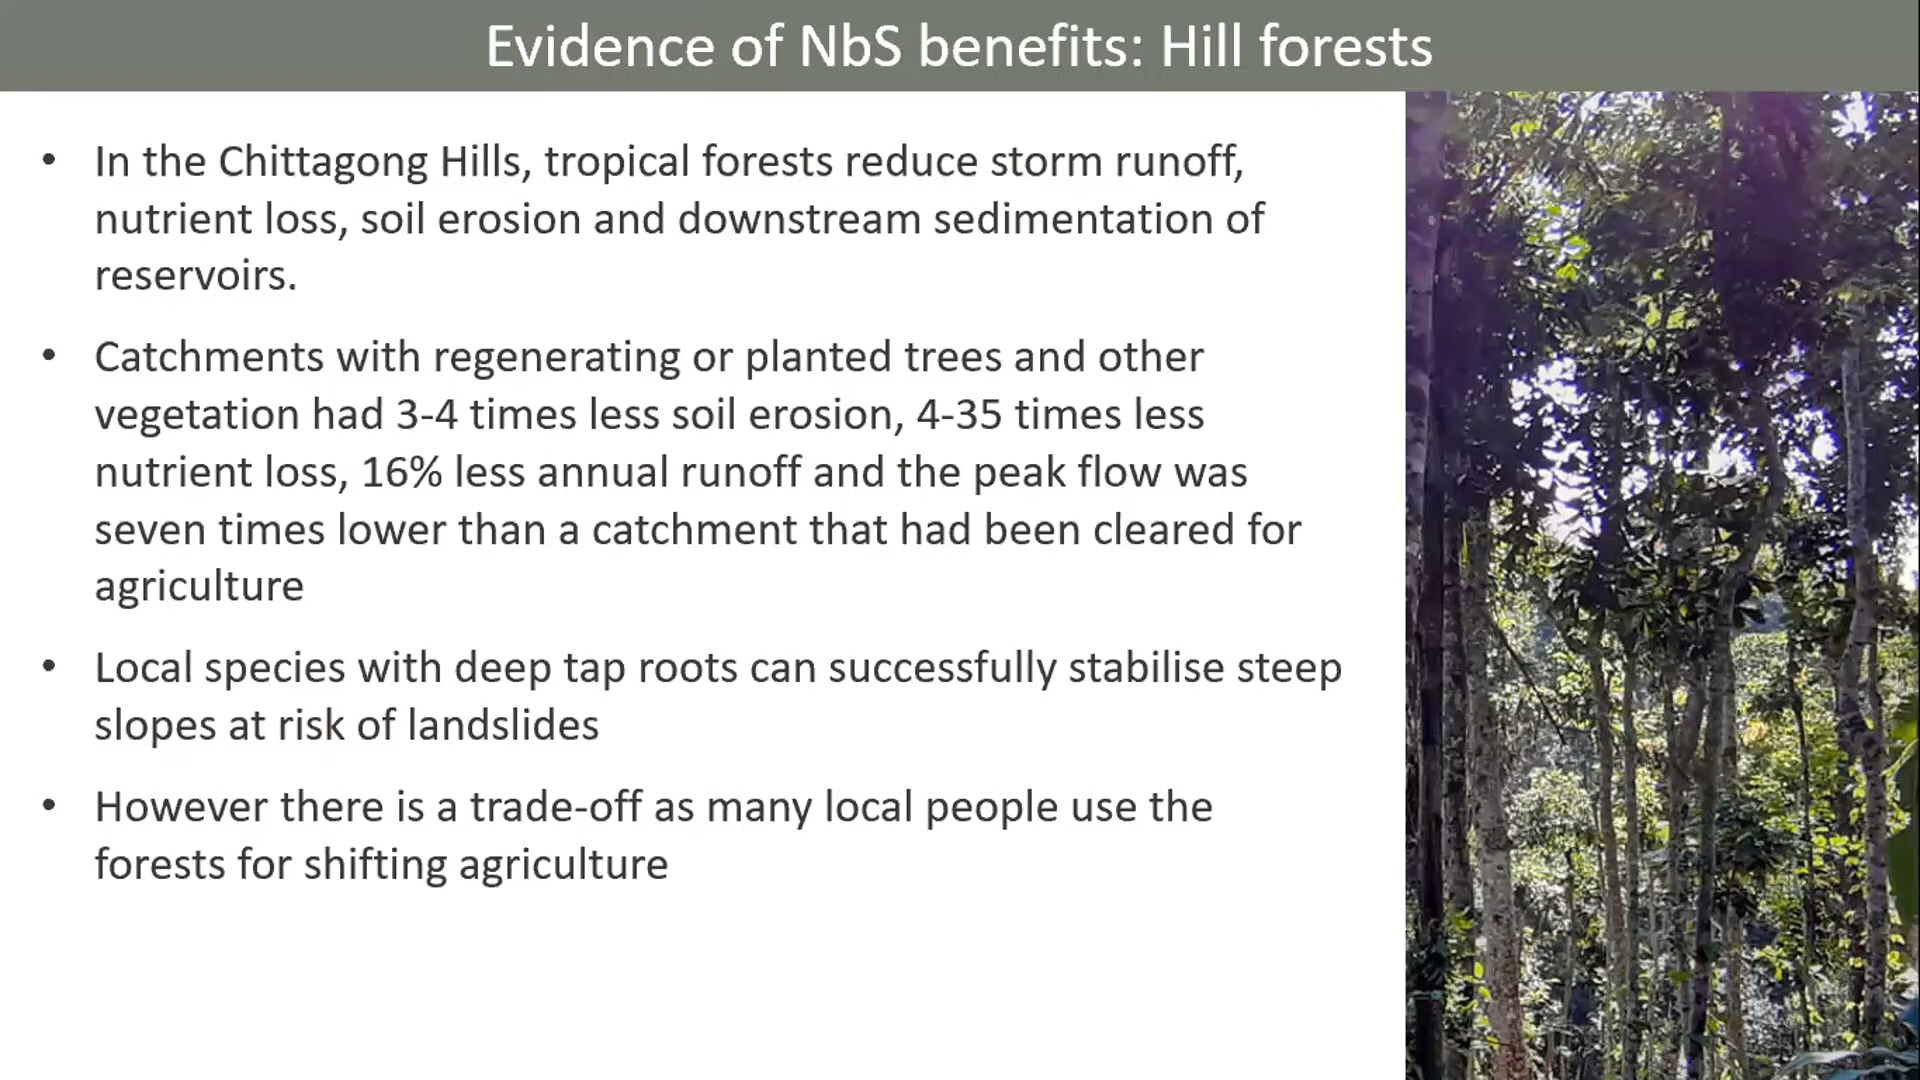 Evidence of NbS benefits: Hill forests
• In the Chittagong Hills, tropical forests reduce storm runoff,
nutrient loss, soil erosion and downstream sedimentation of
reservoirs.
• Catchments with regenerating or planted trees and other
vegetation had 3-4 times less soil erosion, 4-35 times less
nutrient loss, 16% less annual runoff and the peak flow was
seven times lower than a catchment that had been cleared for
agriculture
• Local species with deep tap roots can successfully stabilise steep
slopes at risk of landslides
• However there is a trade-off as many local people use the
forests for shifting agriculture